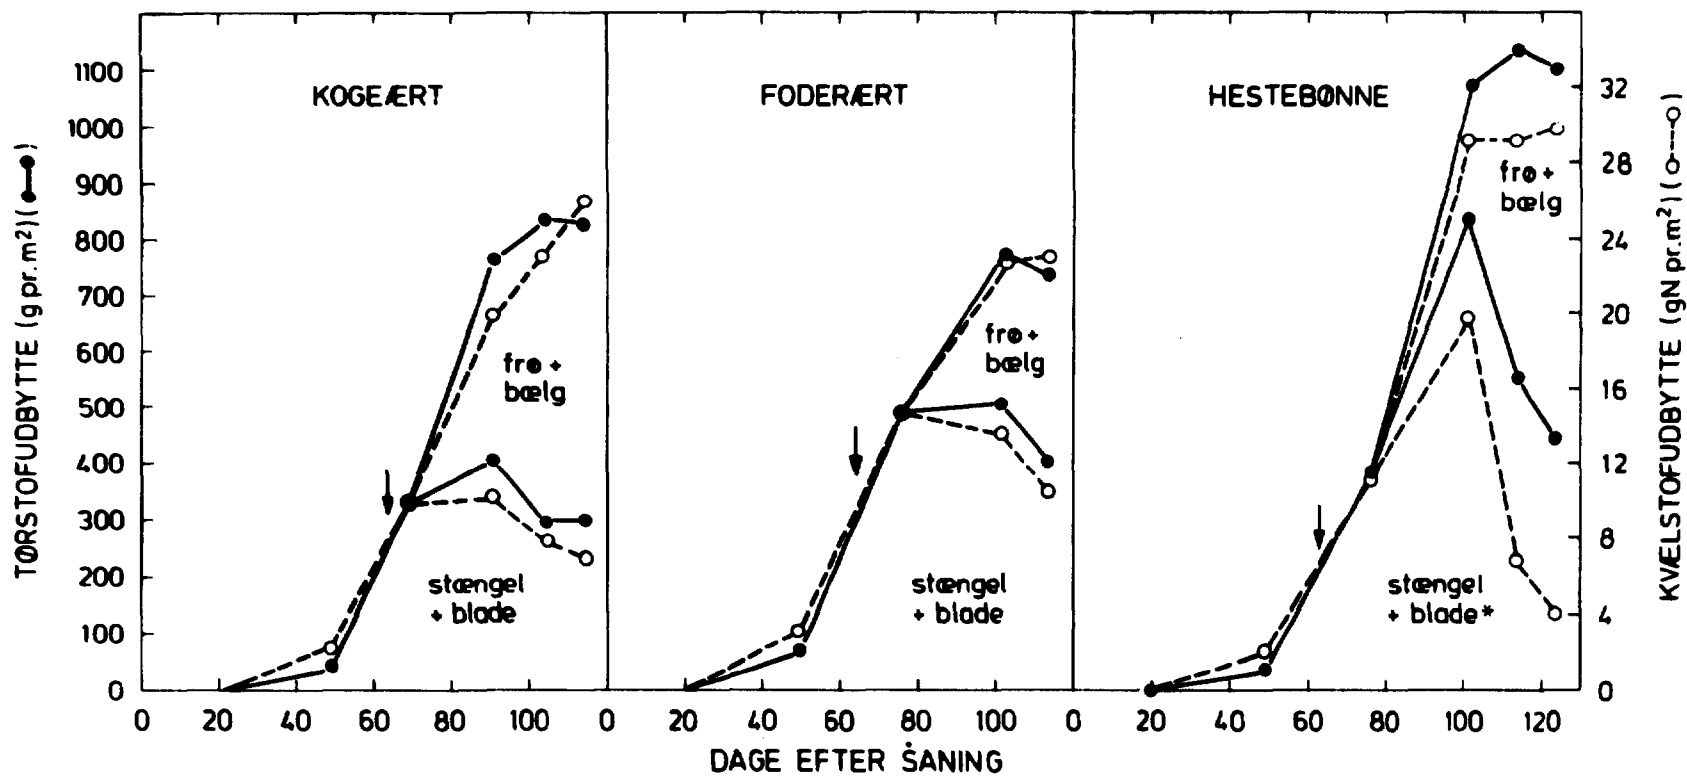 TØRSTOFUDBYTTE (g pr. m²) (●—●)
1100
1000
900
800
700
600
500
400
300
200
100
0
KOGEÆRT
frø +
bælg
stængel
+ blade
0 20 40 60 80 100
FODERÆRT
frø +
bælg
stængel
+ blade
0 20 40 60 80 100
HESTEBØNNE
frø +
bælg
stængel
+ blade*
0 20 40 60 80 100 120
32
28
24
20
16
12
8
4
0
KVÆLSTOFUDBYTTE (gN pr. m²) (○----○)
DAGE EFTER SANING